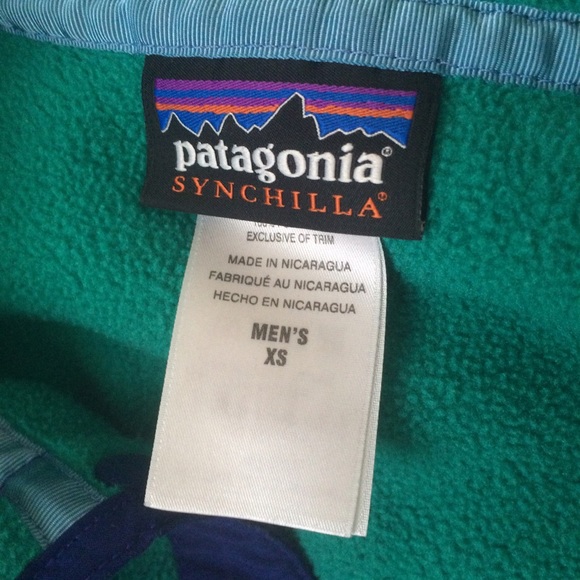 patagonia®
SYNCHILLA®
EXCLUSIVE OF TRIM
MADE IN NICARAGUA
FABRIQUÉ AU NICARAGUA
HECHO EN NICARAGUA
MEN'S
XS